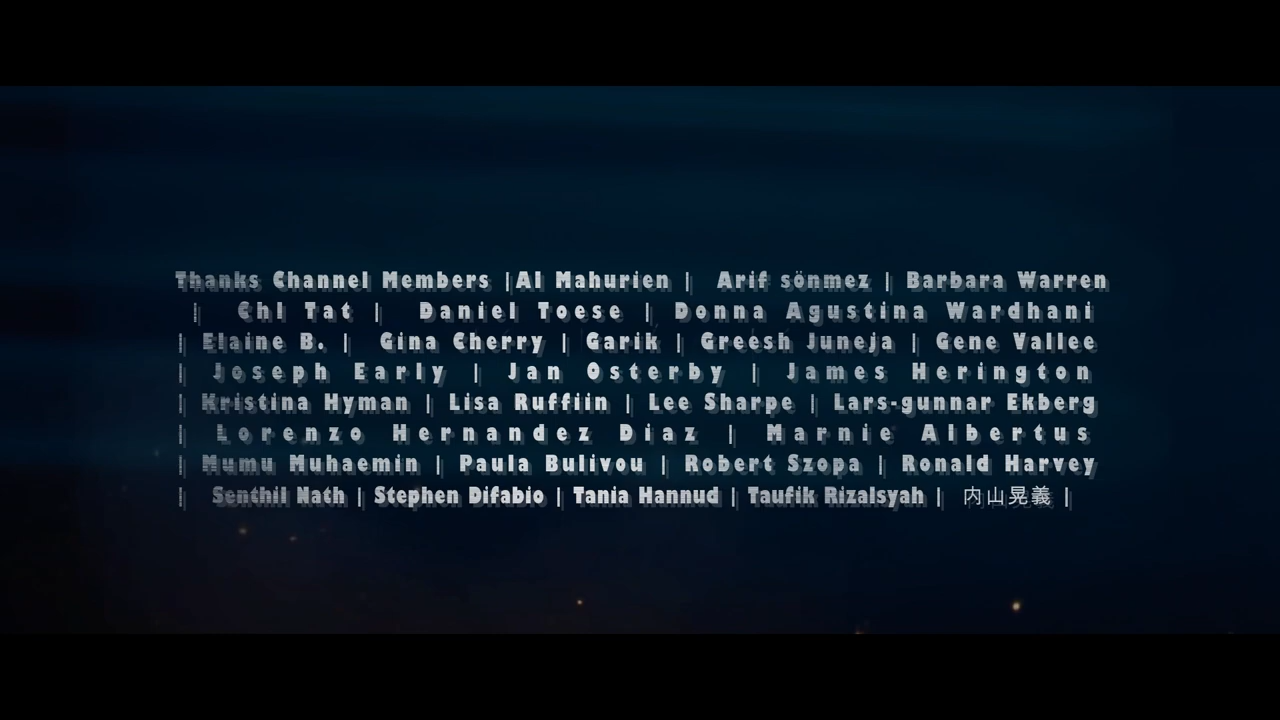 Thanks Channel Members |Al Mahurien | Arif sönmez | Barbara Warren
| Chl Tat | Daniel Toese | Donna Agustina Wardhani
| Elaine B. | Gina Cherry | Garik | Greesh Juneja | Gene Vallee
| Joseph Early | Jan Osterby | James Herington
| Kristina Hyman | Lisa Ruffiin | Lee Sharpe | Lars-gunnar Ekberg
| Lorenzo Hernandez Diaz | Marnie Albertus
| Mumu Muhaemin | Paula Bulivou | Robert Szopa | Ronald Harvey
| Senthil Nath | Stephen Difabio | Tania Hannud | Taufik Rizalsyah | 内山晃義 |